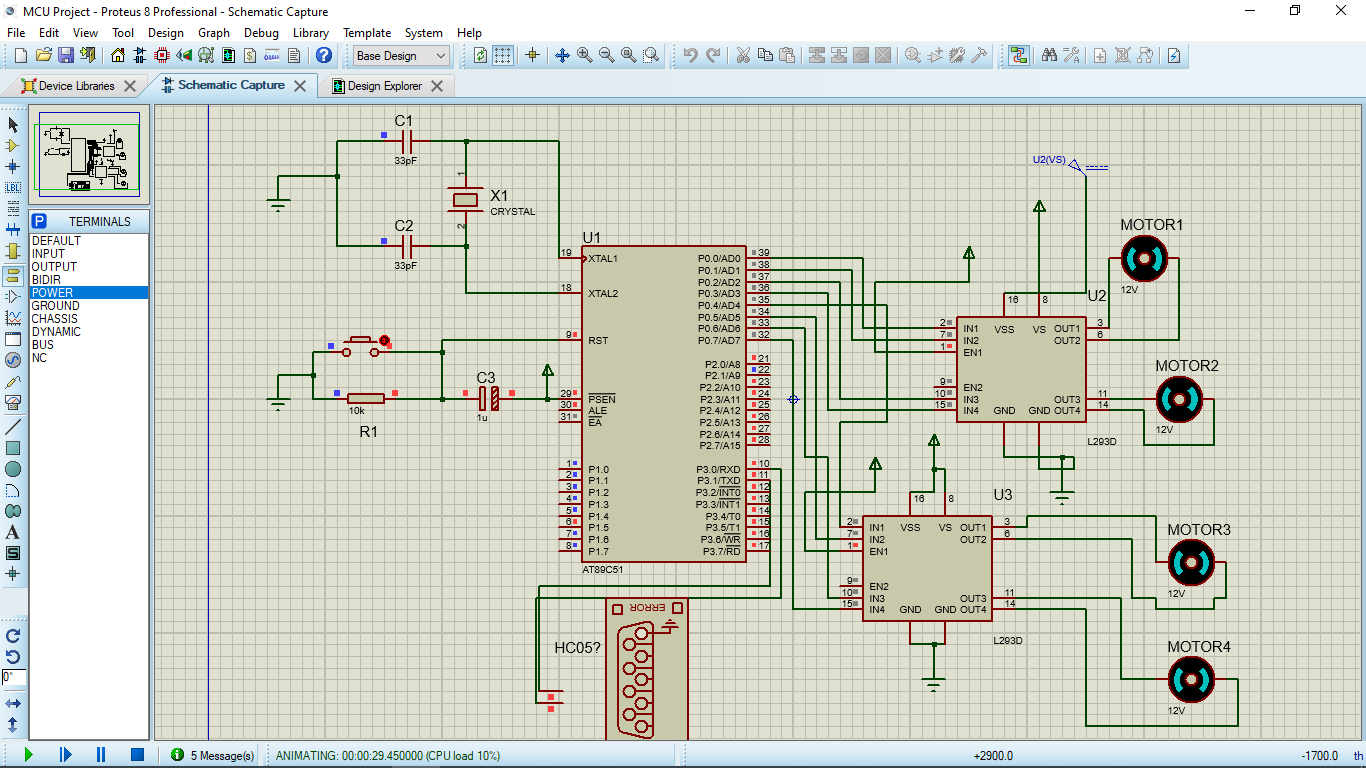 MCU Project - Proteus 8 Professional - Schematic Capture
File Edit View Tool Design Graph Debug Library Template System Help
Base Design
Device Libraries
Schematic Capture
Design Explorer
P TERMINALS
DEFAULT
INPUT
OUTPUT
BIDIR
POWER
GROUND
CHASSIS
DYNAMIC
BUS
NC
LBL
A
S
0°
C1
33pF
1
X1
CRYSTAL
2
C2
33pF
10k
R1
C3
1u
U1
19 XTAL1
18 XTAL2
9 RST
29 PSEN
30 ALE
31 EA
1 P1.0
2 P1.1
3 P1.2
4 P1.3
5 P1.4
6 P1.5
7 P1.6
8 P1.7
P0.0/AD0 39
P0.1/AD1 38
P0.2/AD2 37
P0.3/AD3 36
P0.4/AD4 35
P0.5/AD5 34
P0.6/AD6 33
P0.7/AD7 32
P2.0/A8 21
P2.1/A9 22
P2.2/A10 23
P2.3/A11 24
P2.4/A12 25
P2.5/A13 26
P2.6/A14 27
P2.7/A15 28
P3.0/RXD 10
P3.1/TXD 11
P3.2/INT0 12
P3.3/INT1 13
P3.4/T0 14
P3.5/T1 15
P3.6/WR 16
P3.7/RD 17
AT89C51
HC05?
ERROR
U2(VS)
U2
16 8
VSS VS
2 IN1
7 IN2
1 EN1
9 EN2
10 IN3
15 IN4
OUT1 3
OUT2 6
OUT3 11
OUT4 14
GND GND
L293D
MOTOR1
12V
MOTOR2
12V
U3
16 8
VSS VS
2 IN1
7 IN2
1 EN1
9 EN2
10 IN3
15 IN4
OUT1 3
OUT2 6
OUT3 11
OUT4 14
GND GND
L293D
MOTOR3
12V
MOTOR4
12V
5 Message(s)
ANIMATING: 00:00:29.450000 (CPU load 10%)
+2900.0
-1700.0
th